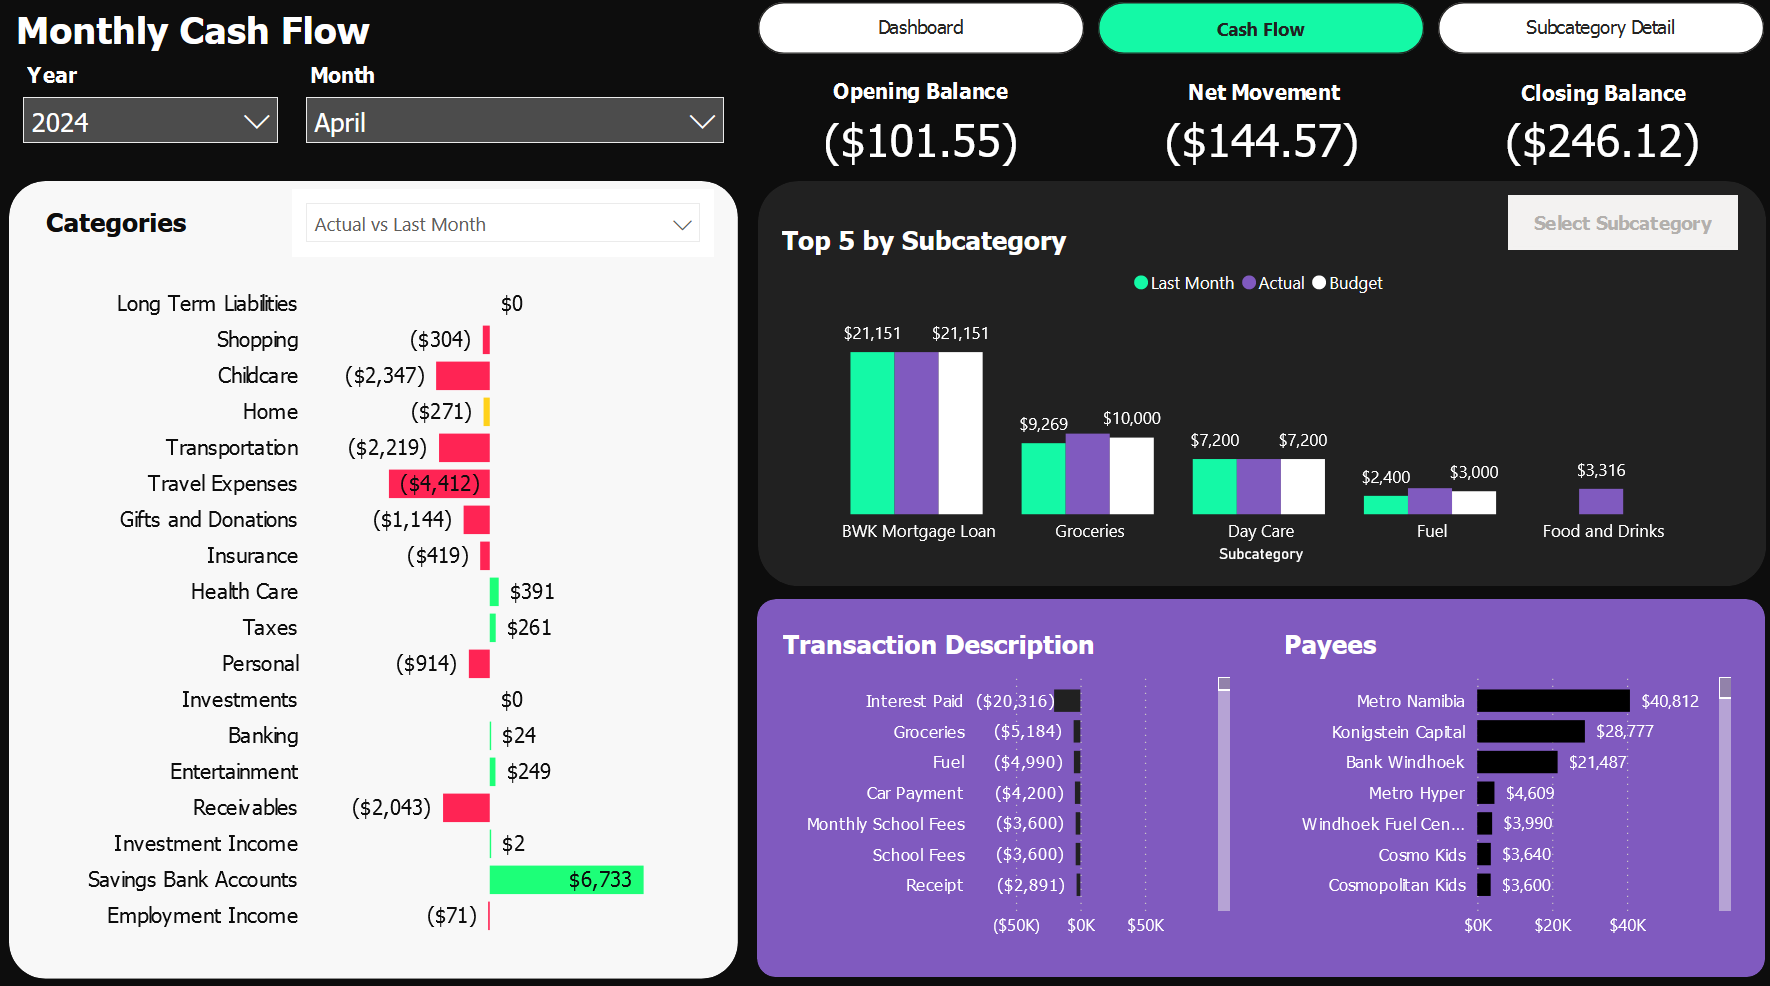 Monthly Cash Flow
Dashboard
Cash Flow
Subcategory Detail
Year
Month
2024
April
Opening Balance
Net Movement
Closing Balance
($101.55)
($144.57)
($246.12)
Categories
Actual vs Last Month
Long Term Liabilities $0
Shopping ($304)
Childcare ($2,347)
Home ($271)
Transportation ($2,219)
Travel Expenses ($4,412)
Gifts and Donations ($1,144)
Insurance ($419)
Health Care $391
Taxes $261
Personal ($914)
Investments $0
Banking $24
Entertainment $249
Receivables ($2,043)
Investment Income $2
Savings Bank Accounts $6,733
Employment Income ($71)
Top 5 by Subcategory
Select Subcategory
Last Month Actual Budget
$21,151 $21,151
$9,269 $10,000
$7,200 $7,200
$2,400 $3,000
$3,316
BWK Mortgage Loan Groceries Day Care Fuel Food and Drinks
Subcategory
Transaction Description
Interest Paid ($20,316)
Groceries ($5,184)
Fuel ($4,990)
Car Payment ($4,200)
Monthly School Fees ($3,600)
School Fees ($3,600)
Receipt ($2,891)
($50K) $0K $50K
Payees
Metro Namibia $40,812
Konigstein Capital $28,777
Bank Windhoek $21,487
Metro Hyper $4,609
Windhoek Fuel Cen... $3,990
Cosmo Kids $3,640
Cosmopolitan Kids $3,600
$0K $20K $40K